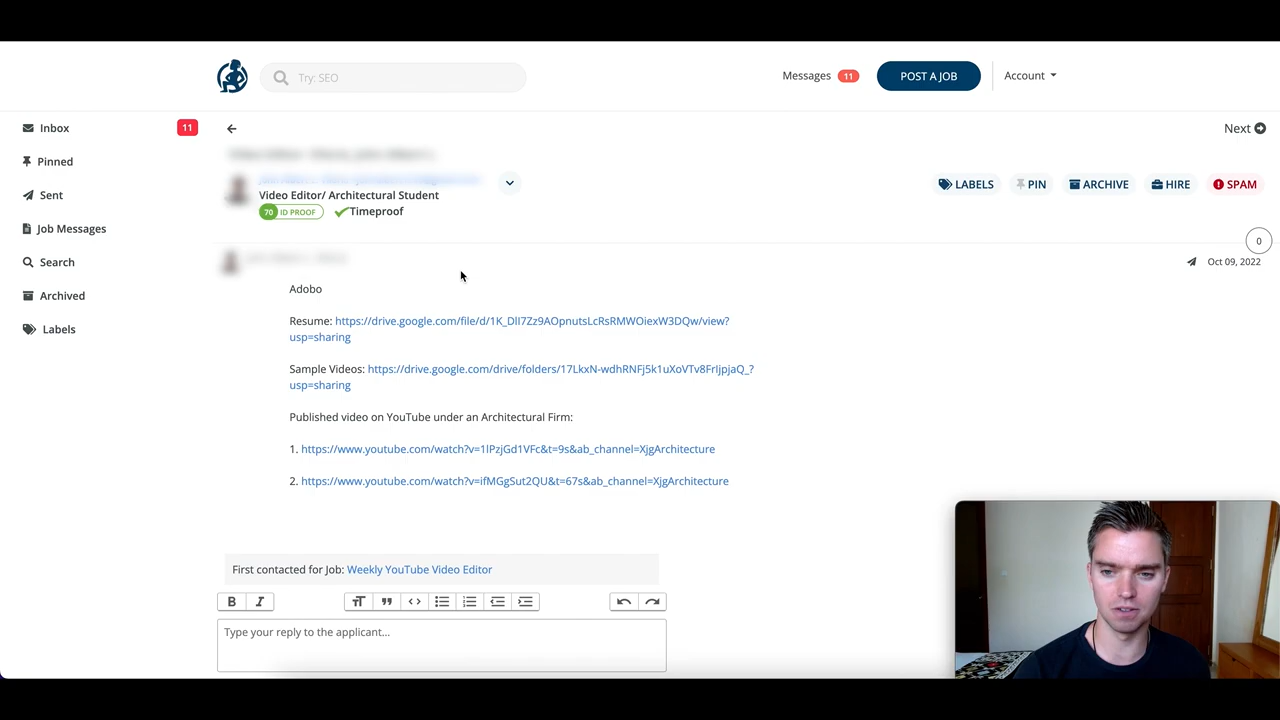 Try: SEO
Messages 11
POST A JOB
Account
Inbox 11
Pinned
Sent
Job Messages
Search
Archived
Labels
Next
Video Editor/ Architectural Student
70 ID PROOF
Timeproof
LABELS
PIN
ARCHIVE
HIRE
SPAM
0
Oct 09, 2022
Adobo
Resume: https://drive.google.com/file/d/1K_DlI7Zz9AOpnutsLcRsRMWOiexW3DQw/view?
usp=sharing
Sample Videos: https://drive.google.com/drive/folders/17LkxN-wdhRNFj5k1uXoVTv8FrIjpjaQ_?
usp=sharing
Published video on YouTube under an Architectural Firm:
1. https://www.youtube.com/watch?v=1lPzjGd1VFc&t=9s&ab_channel=XjgArchitecture
2. https://www.youtube.com/watch?v=ifMGgSut2QU&t=67s&ab_channel=XjgArchitecture
First contacted for Job: Weekly YouTube Video Editor
B I
Type your reply to the applicant...